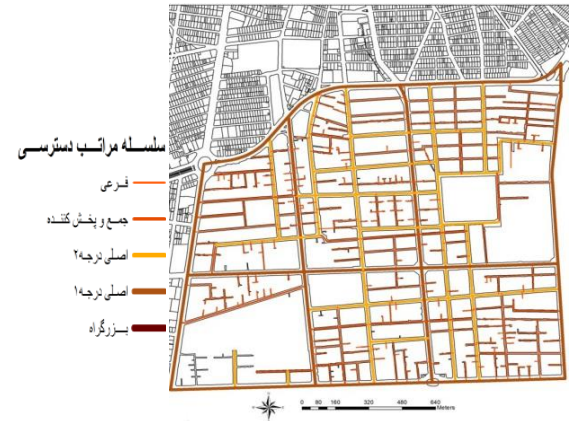 سلسله مراتب دسترسی
فرعی
جمع و پخش کننده
اصلی درجه۲
اصلی درجه۱
بزرگراه
0 80 160 320 480 640
Meters